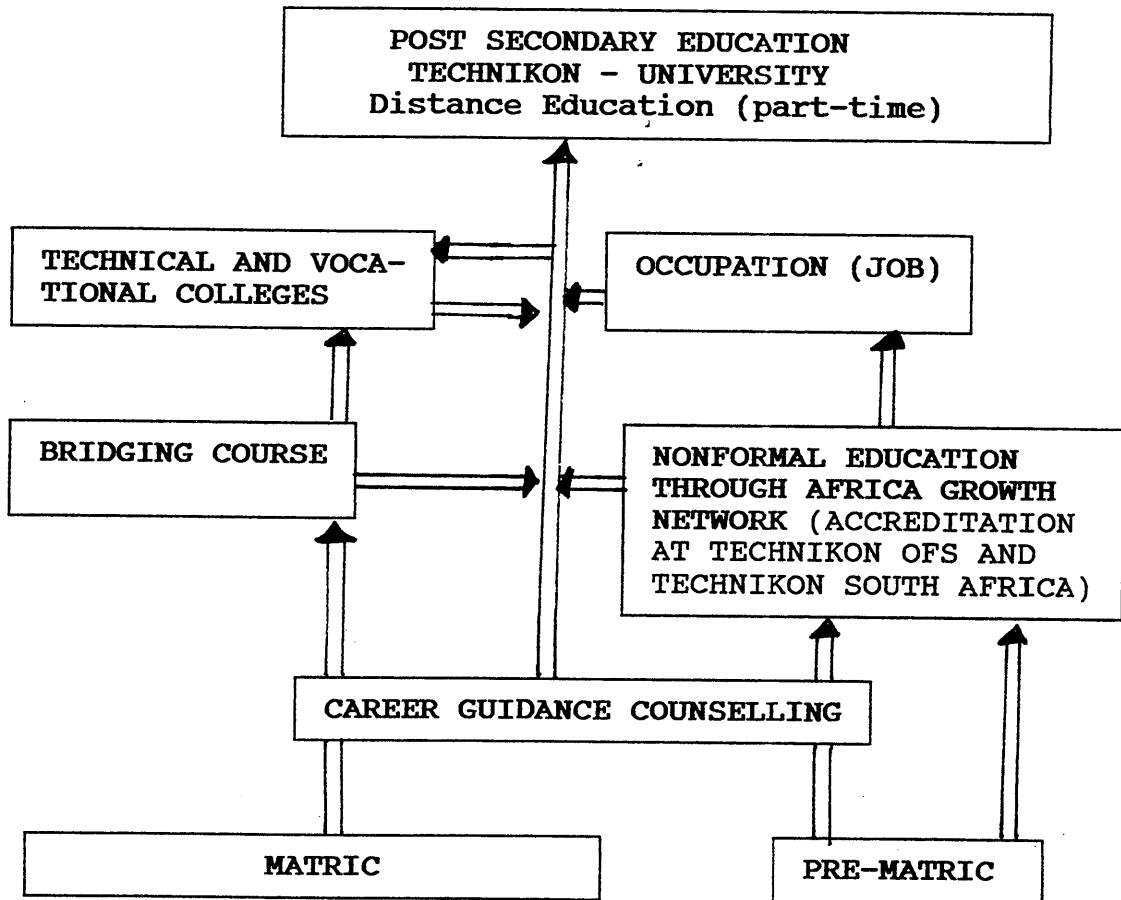 POST SECONDARY EDUCATION
TECHNIKON - UNIVERSITY
Distance Education (part-time)
TECHNICAL AND VOCA-
TIONAL COLLEGES
OCCUPATION (JOB)
BRIDGING COURSE
NONFORMAL EDUCATION
THROUGH AFRICA GROWTH
NETWORK (ACCREDITATION
AT TECHNIKON OFS AND
TECHNIKON SOUTH AFRICA)
CAREER GUIDANCE COUNSELLING
MATRIC
PRE-MATRIC